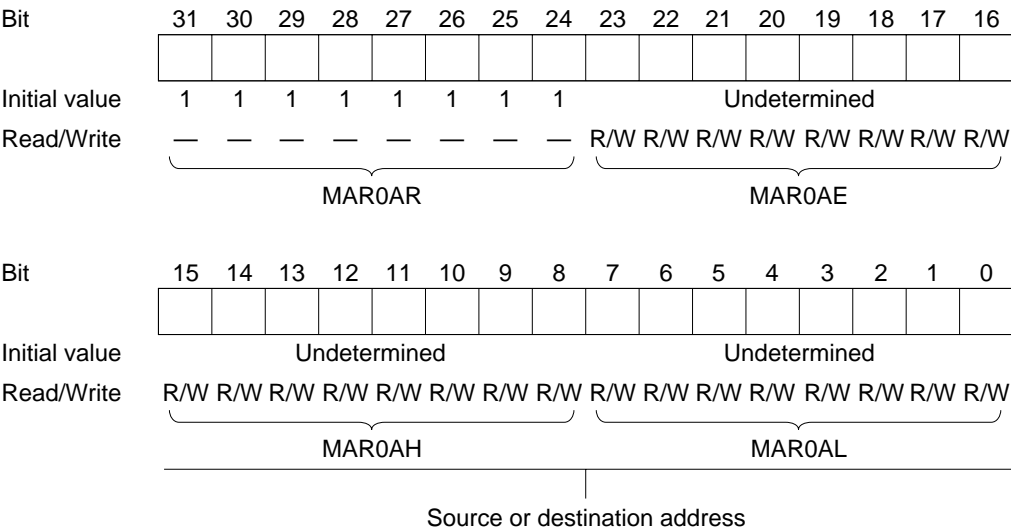 Bit 31 30 29 28 27 26 25 24 23 22 21 20 19 18 17 16
Initial value 1 1 1 1 1 1 1 1 Undetermined
Read/Write — — — — — — — — R/W R/W R/W R/W R/W R/W R/W R/W
MAR0AR MAR0AE
Bit 15 14 13 12 11 10 9 8 7 6 5 4 3 2 1 0
Initial value Undetermined Undetermined
Read/Write R/W R/W R/W R/W R/W R/W R/W R/W R/W R/W R/W R/W R/W R/W R/W R/W
MAR0AH MAR0AL
Source or destination address